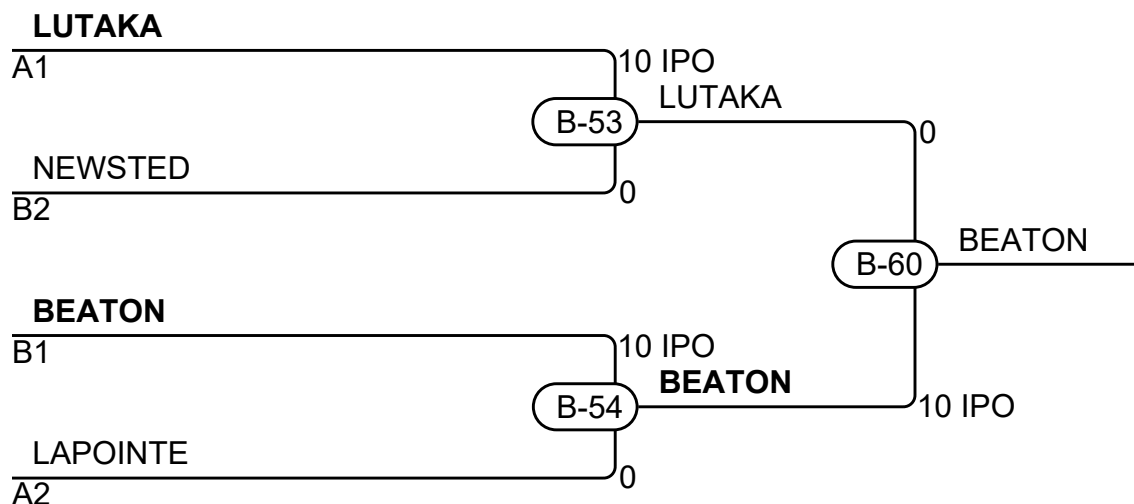 LUTAKA
A1
10 IPO
B-53
LUTAKA
0
NEWSTED
B2
0
B-60
BEATON
BEATON
B1
10 IPO
B-54
BEATON
10 IPO
LAPOINTE
A2
0